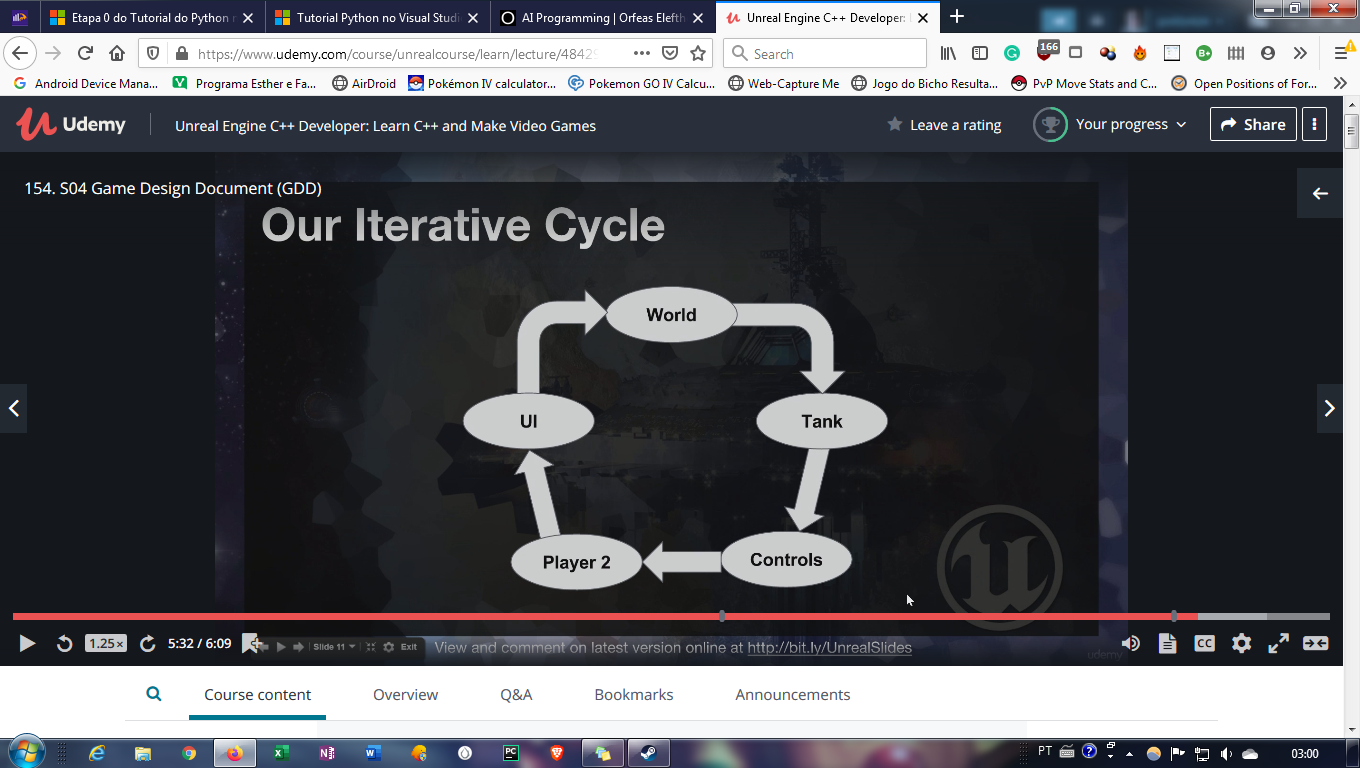 Etapa 0 do Tutorial do Python n
Tutorial Python no Visual Studi
AI Programming | Orfeas Elefth
Unreal Engine C++ Developer: L
https://www.udemy.com/course/unrealcourse/learn/lecture/4842
Search
166
Android Device Mana...
Programa Esther e Fa...
AirDroid
Pokémon IV calculator...
Pokemon GO IV Calcu...
Web-Capture Me
Jogo do Bicho Resulta...
PvP Move Stats and C...
Open Positions of For...
Udemy
Unreal Engine C++ Developer: Learn C++ and Make Video Games
Leave a rating
Your progress
Share
154. S04 Game Design Document (GDD)
Our Iterative Cycle
World
UI
Tank
Player 2
Controls
1.25×
5:32 / 6:09
Slide 11
Exit
View and comment on latest version online at http://bit.ly/UnrealSlides
udemy
CC
Course content
Overview
Q&A
Bookmarks
Announcements
PT
03:00